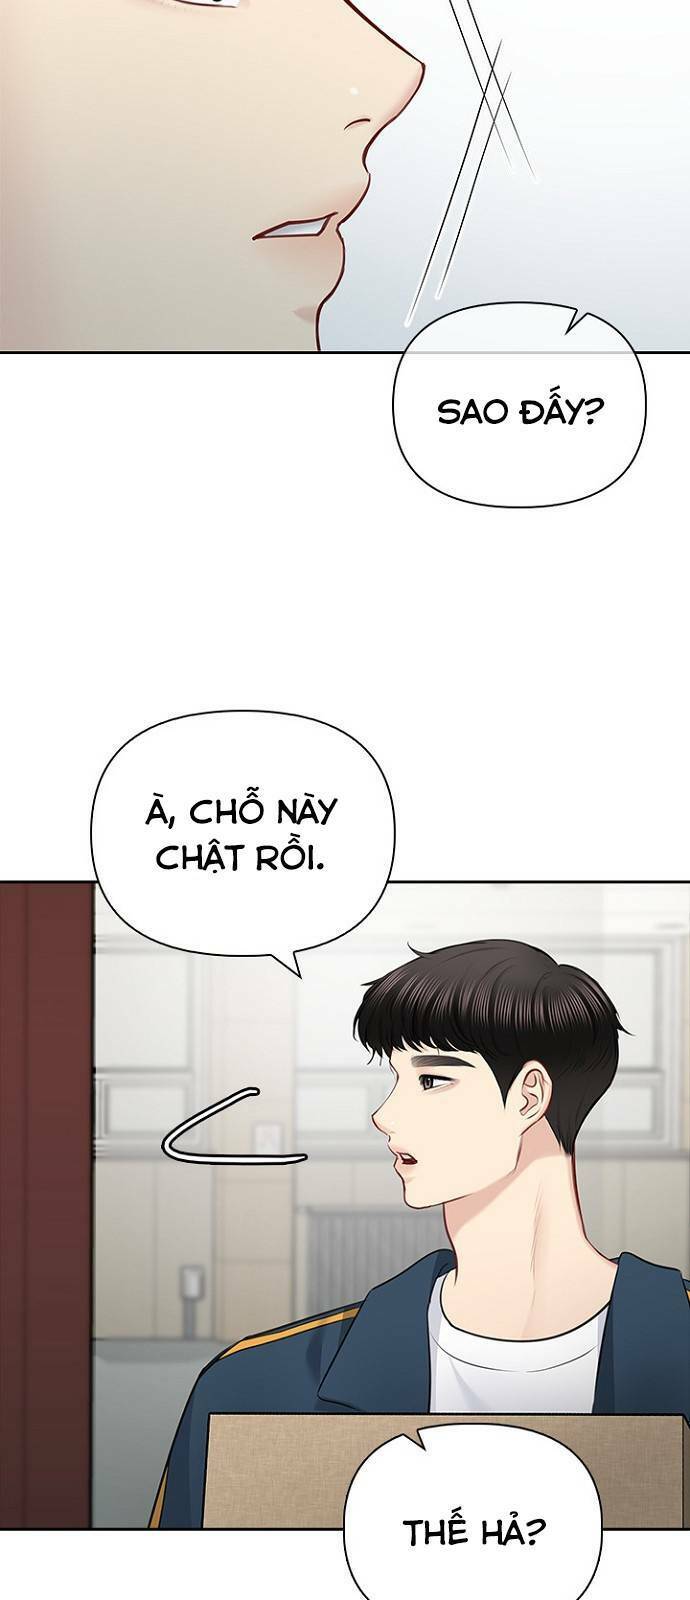 SAO ĐẤY?
À, CHỖ NÀY
CHẬT RỒI.
THẾ HẢ?